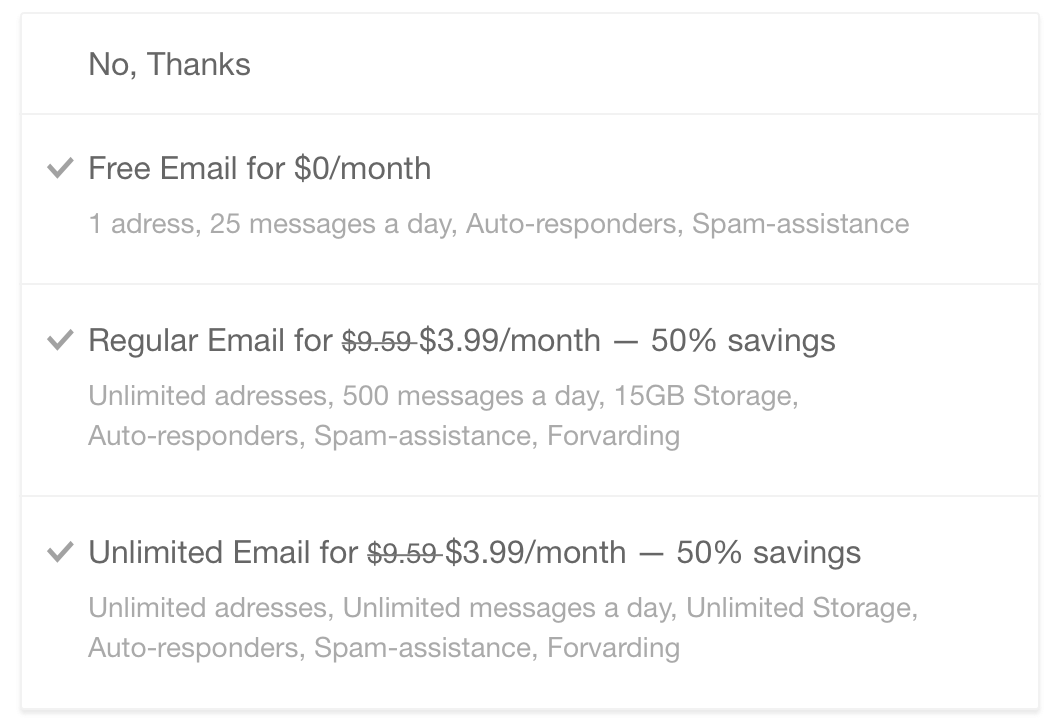 No, Thanks
Free Email for $0/month
1 adress, 25 messages a day, Auto-responders, Spam-assistance
Regular Email for $9.59 $3.99/month — 50% savings
Unlimited adresses, 500 messages a day, 15GB Storage,
Auto-responders, Spam-assistance, Forvarding
Unlimited Email for $9.59 $3.99/month — 50% savings
Unlimited adresses, Unlimited messages a day, Unlimited Storage,
Auto-responders, Spam-assistance, Forvarding